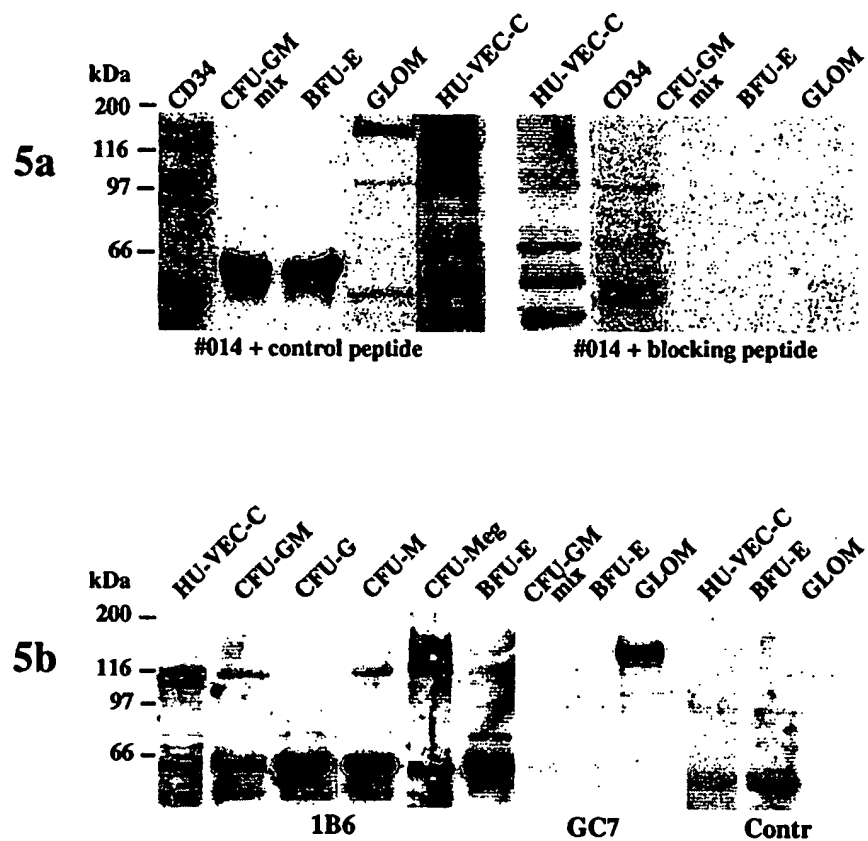 kDa CD34 CFU-GM mix BFU-E GLOM HU-VEC-C HU-VEC-C CD34 CFU-GM mix BFU-E GLOM
200
116
5a
97
66
#014 + control peptide #014 + blocking peptide
kDa HU-VEC-C CFU-GM CFU-G CFU-M CFU-Meg BFU-E CFU-GM mix BFU-E GLOM HU-VEC-C BFU-E GLOM
200
5b
116
97
66
1B6 GC7 Contr